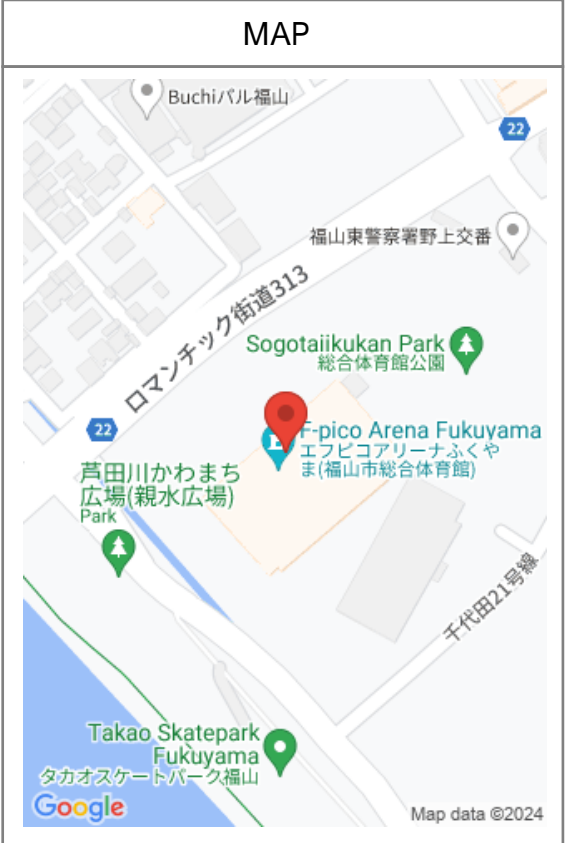 MAP
Buchiバル福山
22
福山東警察署野上交番
ロマンチック街道313
Sogotaiikukan Park
総合体育館公園
22
F-pico Arena Fukuyama
エフピコアリーナふくや
ま(福山市総合体育館)
芦田川かわまち
広場(親水広場)
Park
千代田21号線
Takao Skatepark
Fukuyama
タカオスケートパーク福山
Google
Map data ©2024